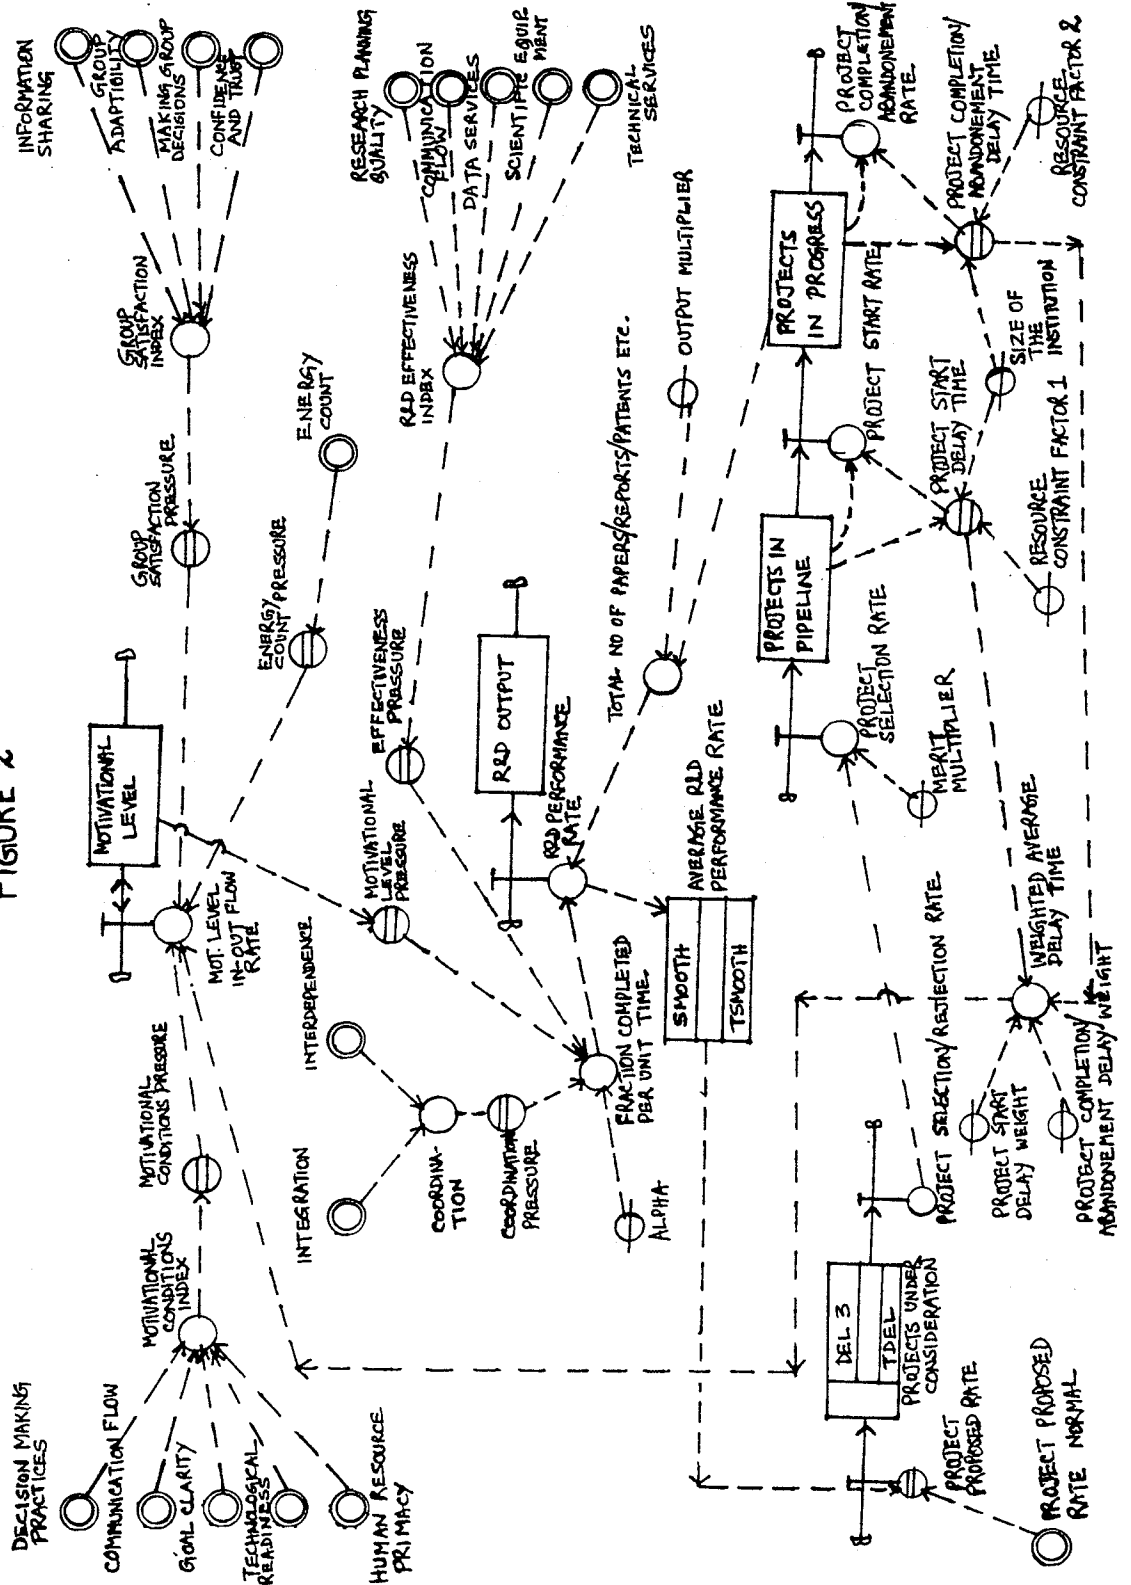 FIGURE 2
DECISION MAKING
PRACTICES
COMMUNICATION FLOW
GOAL CLARITY
TECHNOLOGICAL
READINESS
HUMAN RESOURCE
PRIMACY
MOTIVATIONAL
CONDITIONS
INDEX
MOTIVATIONAL
CONDITIONS PRESSURE
MOT. LEVEL
IN-OUT FLOW
RATE
MOTIVATIONAL
LEVEL
GROUP
SATISFACTION
PRESSURE
GROUP
SATISFACTION
INDEX
INFORMATION
SHARING
GROUP
ADAPTIBILITY
MAKING GROUP
DECISIONS
CONFIDENCE
AND TRUST
ENERGY
COUNT PRESSURE
ENERGY
COUNT
INTEGRATION
INTERDEPENDENCE
COORDINA-
TION
COORDINATION
PRESSURE
MOTIVATIONAL
LEVEL
PRESSURE
EFFECTIVENESS
PRESSURE
R&D EFFECTIVENESS
INDEX
RESEARCH PLANNING
QUALITY
COMMUNICATION
FLOW
DATA SERVICES
SCIENTIFIC EQUIP
MENT
TECHNICAL
SERVICES
ALPHA
FRACTION COMPLETED
PER UNIT TIME.
R&D PERFORMANCE
RATE
R&D OUTPUT
SMOOTH
TSMOOTH
AVERAGE R&D
PERFORMANCE RATE
TOTAL NO OF PAPERS/REPORTS/PATENTS ETC.
OUTPUT MULTIPLIER
PROJECT PROPOSED
RATE NORMAL
PROJECT
PROPOSED RATE
DEL 3
TDEL
PROJECTS UNDER
CONSIDERATION
PROJECT SELECTION/REJECTION RATE
PROJECT
SELECTION RATE
MERIT
MULTIPLIER
PROJECTS IN
PIPELINE
PROJECT START RATE
PROJECTS
IN PROGRESS
PROJECT
COMPLETION/
ABANDONEMENT
RATE.
PROJECT START
DELAY WEIGHT
PROJECT COMPLETION/
ABANDONEMENT DELAY WEIGHT
WEIGHTED AVERAGE
DELAY TIME
PROJECT START
DELAY TIME
RESOURCE
CONSTRAINT FACTOR 1
SIZE OF
THE
INSTITUTION
PROJECT COMPLETION/
ABANDONEMENT
DELAY TIME
RESOURCE
CONSTRAINT FACTOR 2